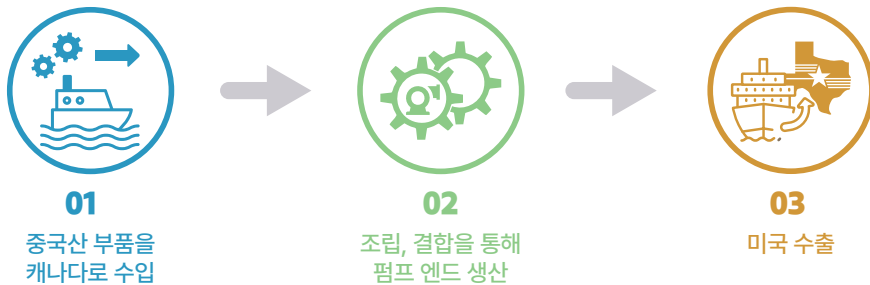 01
중국산 부품을
캐나다로 수입
02
조립, 결합을 통해
펌프 엔드 생산
03
미국 수출